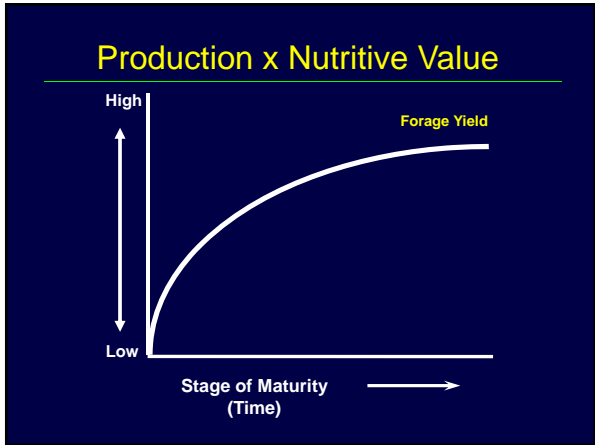 Production x Nutritive Value
High
Forage Yield
Low
Stage of Maturity
(Time)